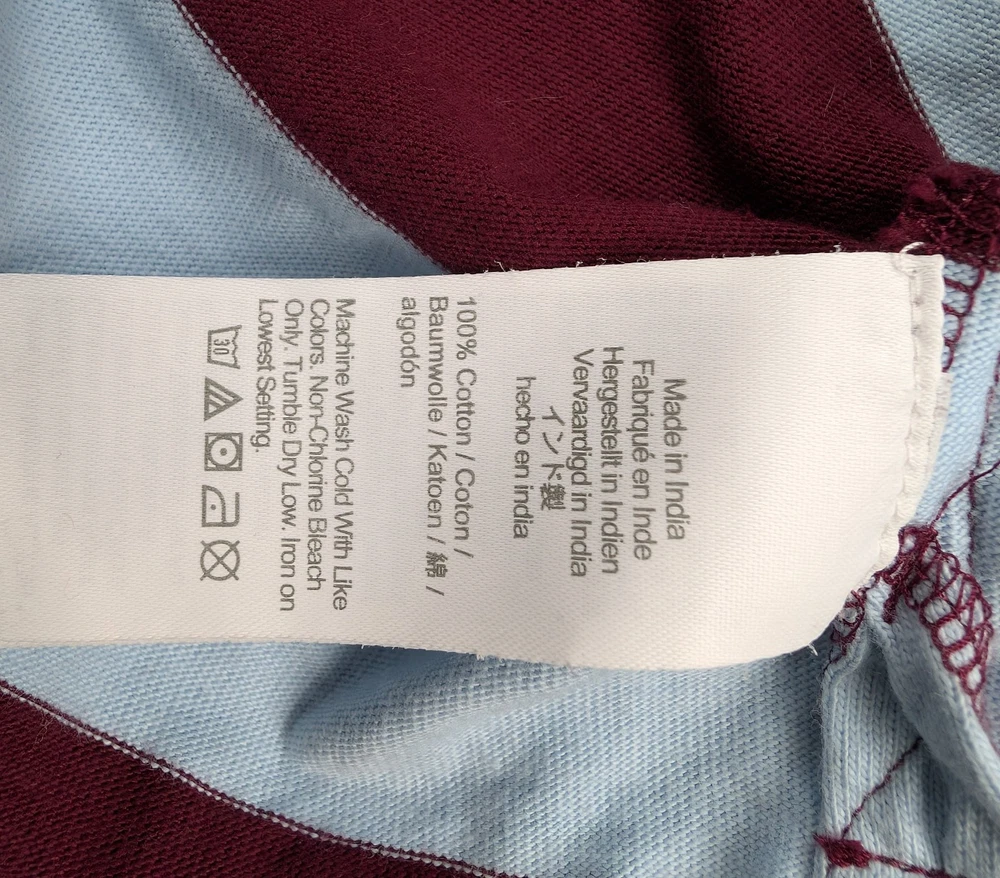 Made in India
Fabriqué en Inde
Hergestellt in Indien
Vervaardigd in India
インド製
hecho en india
100% Cotton / Coton /
Baumwolle / Katoen / 綿 /
algodón
Machine Wash Cold With Like
Colors. Non-Chlorine Bleach
Only. Tumble Dry Low. Iron on
Lowest Setting.
30